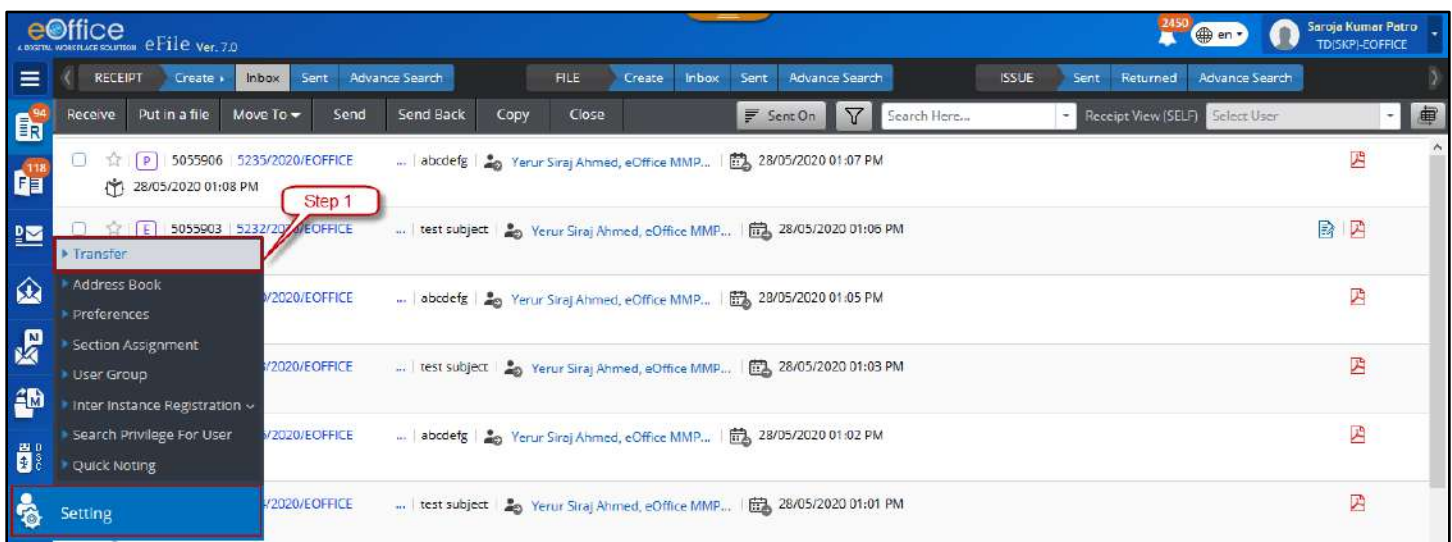 eOffice
A DIGITAL WORKPLACE SOLUTION eFile Ver. 7.0
2450
en
Saroja Kumar Patro
TD(SKP)-EOFFICE
RECEIPT Create Inbox Sent Advance Search FILE Create Inbox Sent Advance Search ISSUE Sent Returned Advance Search
94
R
Receive Put in a file Move To Send Send Back Copy Close Sent On Search Here... Receipt View (SELF) Select User
118
F
P 5055906 5235/2020/EOFFICE ... abcdefg Yerur Siraj Ahmed, eOffice MMP... 28/05/2020 01:07 PM
28/05/2020 01:08 PM
Step 1
D
E 5055903 5232/2020/EOFFICE ... test subject Yerur Siraj Ahmed, eOffice MMP... 28/05/2020 01:06 PM
Transfer
Address Book
/2020/EOFFICE ... abcdefg Yerur Siraj Ahmed, eOffice MMP... 28/05/2020 01:05 PM
Preferences
N
Section Assignment
/2020/EOFFICE ... test subject Yerur Siraj Ahmed, eOffice MMP... 28/05/2020 01:03 PM
User Group
M
Inter Instance Registration
Search Privilege For User
/2020/EOFFICE ... abcdefg Yerur Siraj Ahmed, eOffice MMP... 28/05/2020 01:02 PM
DSC
Quick Noting
Setting
/2020/EOFFICE ... test subject Yerur Siraj Ahmed, eOffice MMP... 28/05/2020 01:01 PM